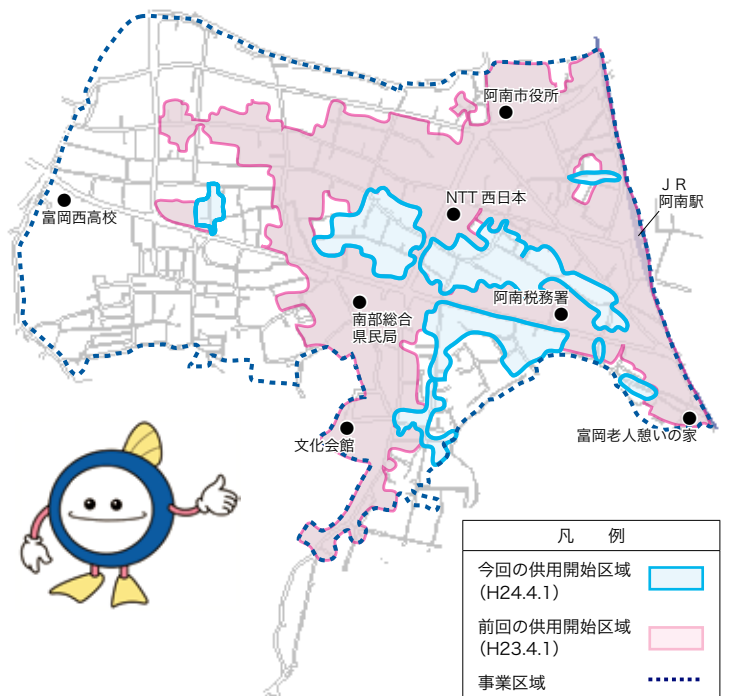 阿南市役所
JR
阿南駅
NTT 西日本
富岡西高校
阿南税務署
南部総合
県民局
文化会館
富岡老人憩いの家
凡 例
今回の供用開始区域
（H24.4.1）
前回の供用開始区域
（H23.4.1）
事業区域